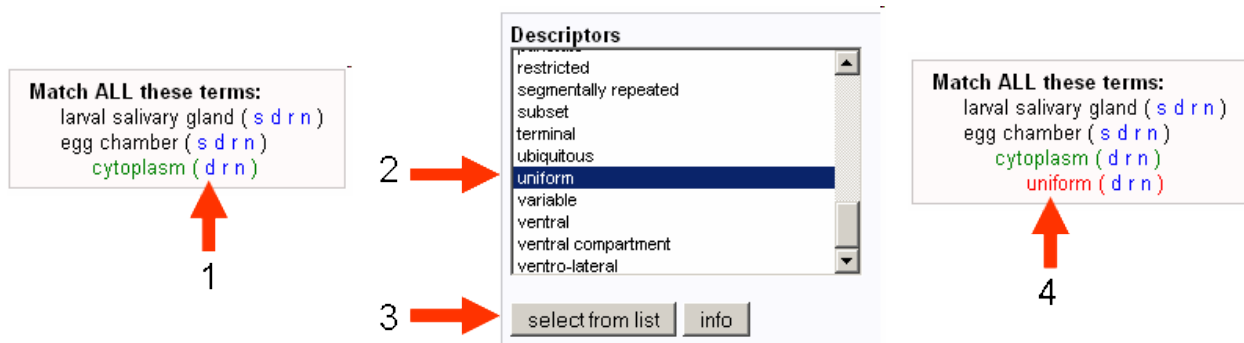 Match ALL these terms:
larval salivary gland ( s d r n )
egg chamber ( s d r n )
cytoplasm ( d r n )
1
Descriptors
restricted
segmentally repeated
subset
terminal
ubiquitous
uniform
variable
ventral
ventral compartment
ventro-lateral
2
3
select from list info
Match ALL these terms:
larval salivary gland ( s d r n )
egg chamber ( s d r n )
cytoplasm ( d r n )
uniform ( d r n )
4